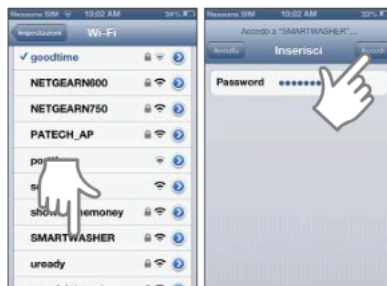 Nessuna SIM 10:02 AM 34%
Impostazioni Wi-Fi
✓ goodtime
NETGEARN600
NETGEARN750
PATECH_AP
SMARTWASHER
uready
Nessuna SIM 10:02 AM 33%
Accedo a "SMARTWASHER"...
Annulla Inserisci Accedi
Password ••••••••